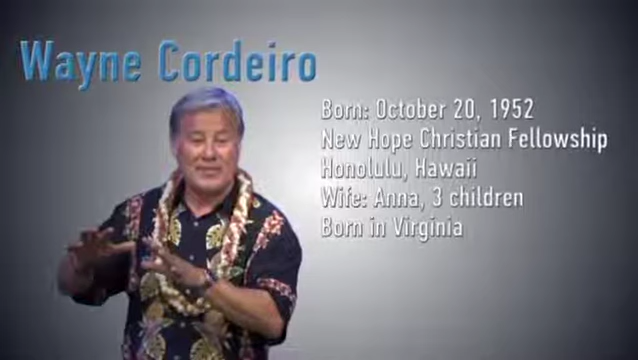 Wayne Cordeiro
Born: October 20, 1952
New Hope Christian Fellowship
Honolulu, Hawaii
Wife: Anna, 3 children
Born in Virginia